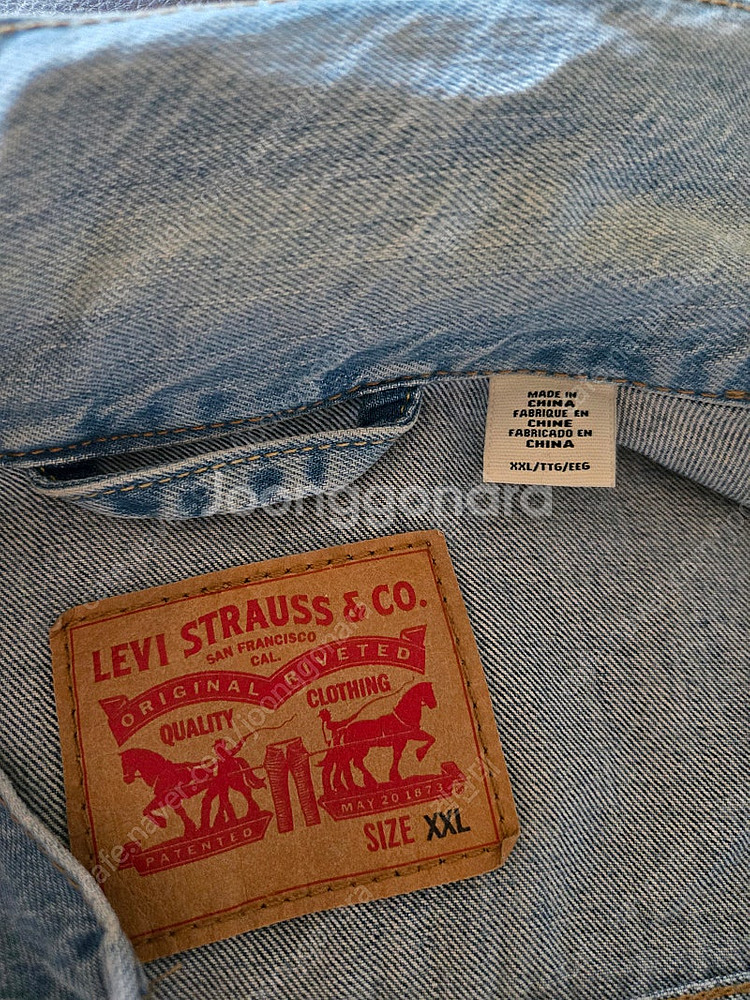 MADE IN
CHINA
FABRIQUE EN
CHINE
FABRICADO EN
CHINA
XXL/TTG/EEG
Joonggonara
LEVI STRAUSS & CO.
SAN FRANCISCO
CAL.
ORIGINAL RIVETED
QUALITY CLOTHING
PATENTED MAY 20 1873
SIZE XXL